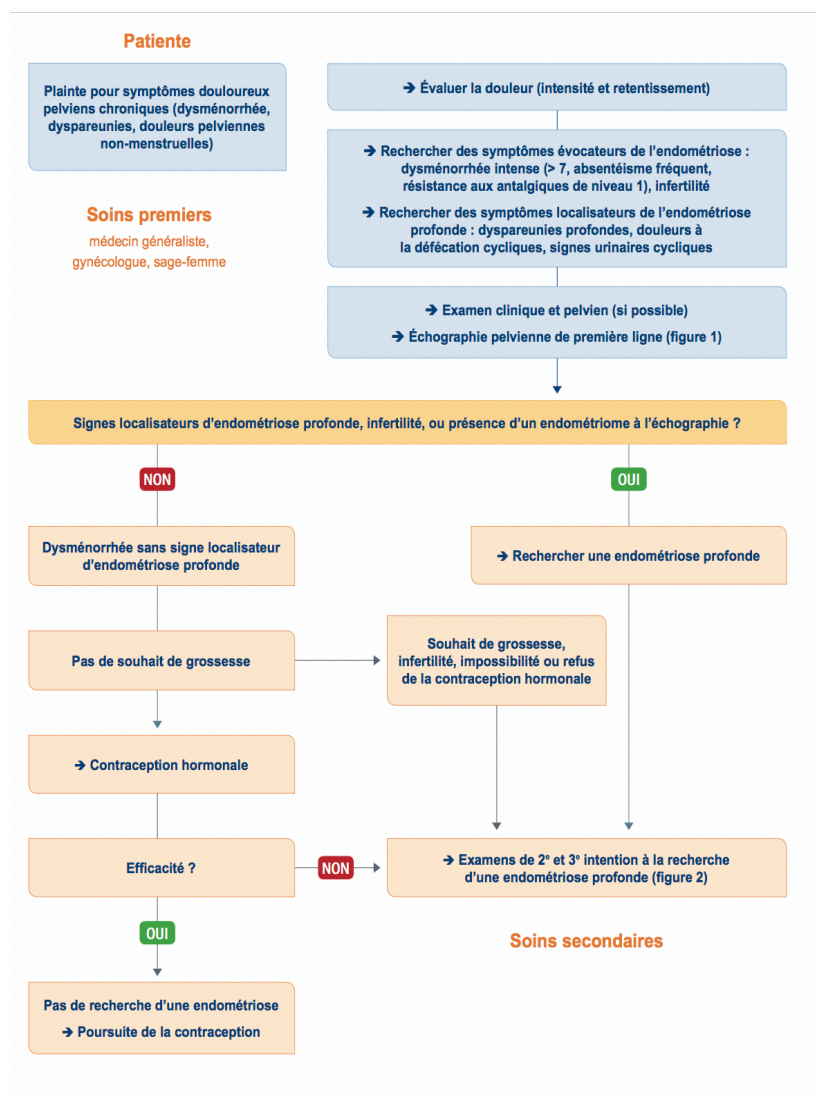 Patiente
Plainte pour symptômes douloureux
pelviens chroniques (dysménorrhée,
dyspareunies, douleurs pelviennes
non-menstruelles)
Soins premiers
médecin généraliste,
gynécologue, sage-femme
➔ Évaluer la douleur (intensité et retentissement)
➔ Rechercher des symptômes évocateurs de l’endométriose :
dysménorrhée intense (> 7, absentéisme fréquent,
résistance aux antalgiques de niveau 1), infertilité
➔ Rechercher des symptômes localisateurs de l’endométriose
profonde : dyspareunies profondes, douleurs à
la défécation cycliques, signes urinaires cycliques
➔ Examen clinique et pelvien (si possible)
➔ Échographie pelvienne de première ligne (figure 1)
Signes localisateurs d’endométriose profonde, infertilité, ou présence d’un endométriome à l’échographie ?
NON
OUI
Dysménorrhée sans signe localisateur
d’endométriose profonde
➔ Rechercher une endométriose profonde
Pas de souhait de grossesse
Souhait de grossesse,
infertilité, impossibilité ou refus
de la contraception hormonale
➔ Contraception hormonale
Efficacité ?
NON
➔ Examens de 2e et 3e intention à la recherche
d’une endométriose profonde (figure 2)
OUI
Soins secondaires
Pas de recherche d’une endométriose
➔ Poursuite de la contraception